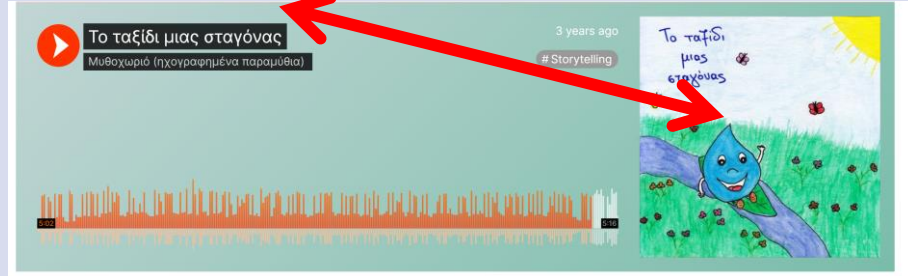 Το ταξίδι μιας σταγόνας
Μυθοχωριό (ηχογραφημένα παραμύθια)
3 years ago
# Storytelling
5:02
5:16
Το ταξίδι
μιας
σταγόνας